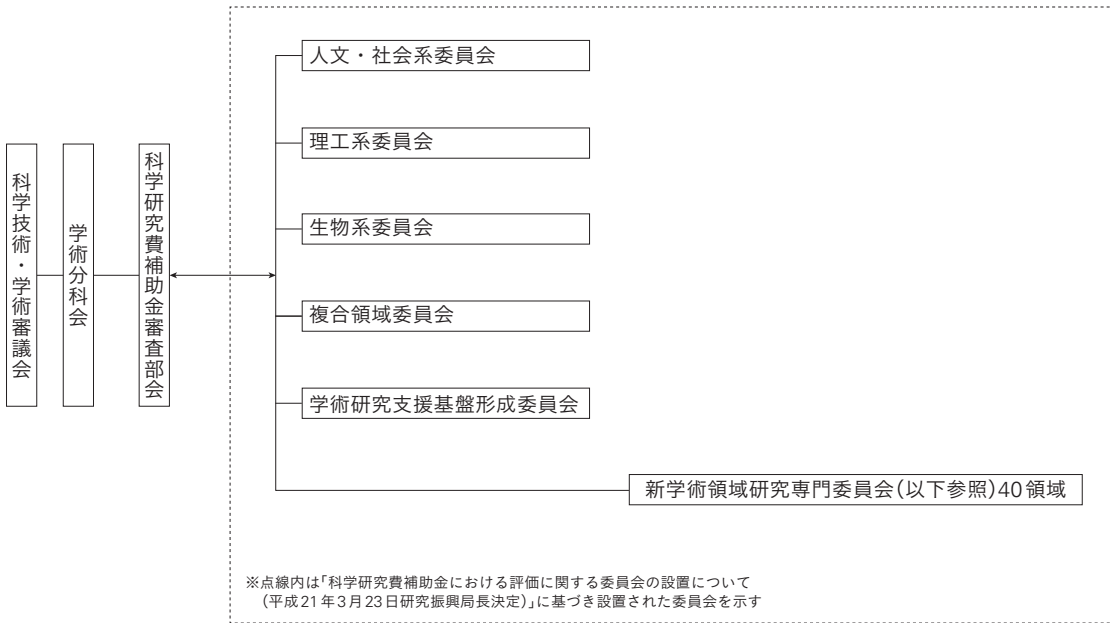 科学技術・学術審議会
学術分科会
科学研究費補助金審査部会
人文・社会系委員会
理工系委員会
生物系委員会
複合領域委員会
学術研究支援基盤形成委員会
新学術領域研究専門委員会(以下参照)40領域
※点線内は「科学研究費補助金における評価に関する委員会の設置について
(平成21年3月23日研究振興局長決定)」に基づき設置された委員会を示す